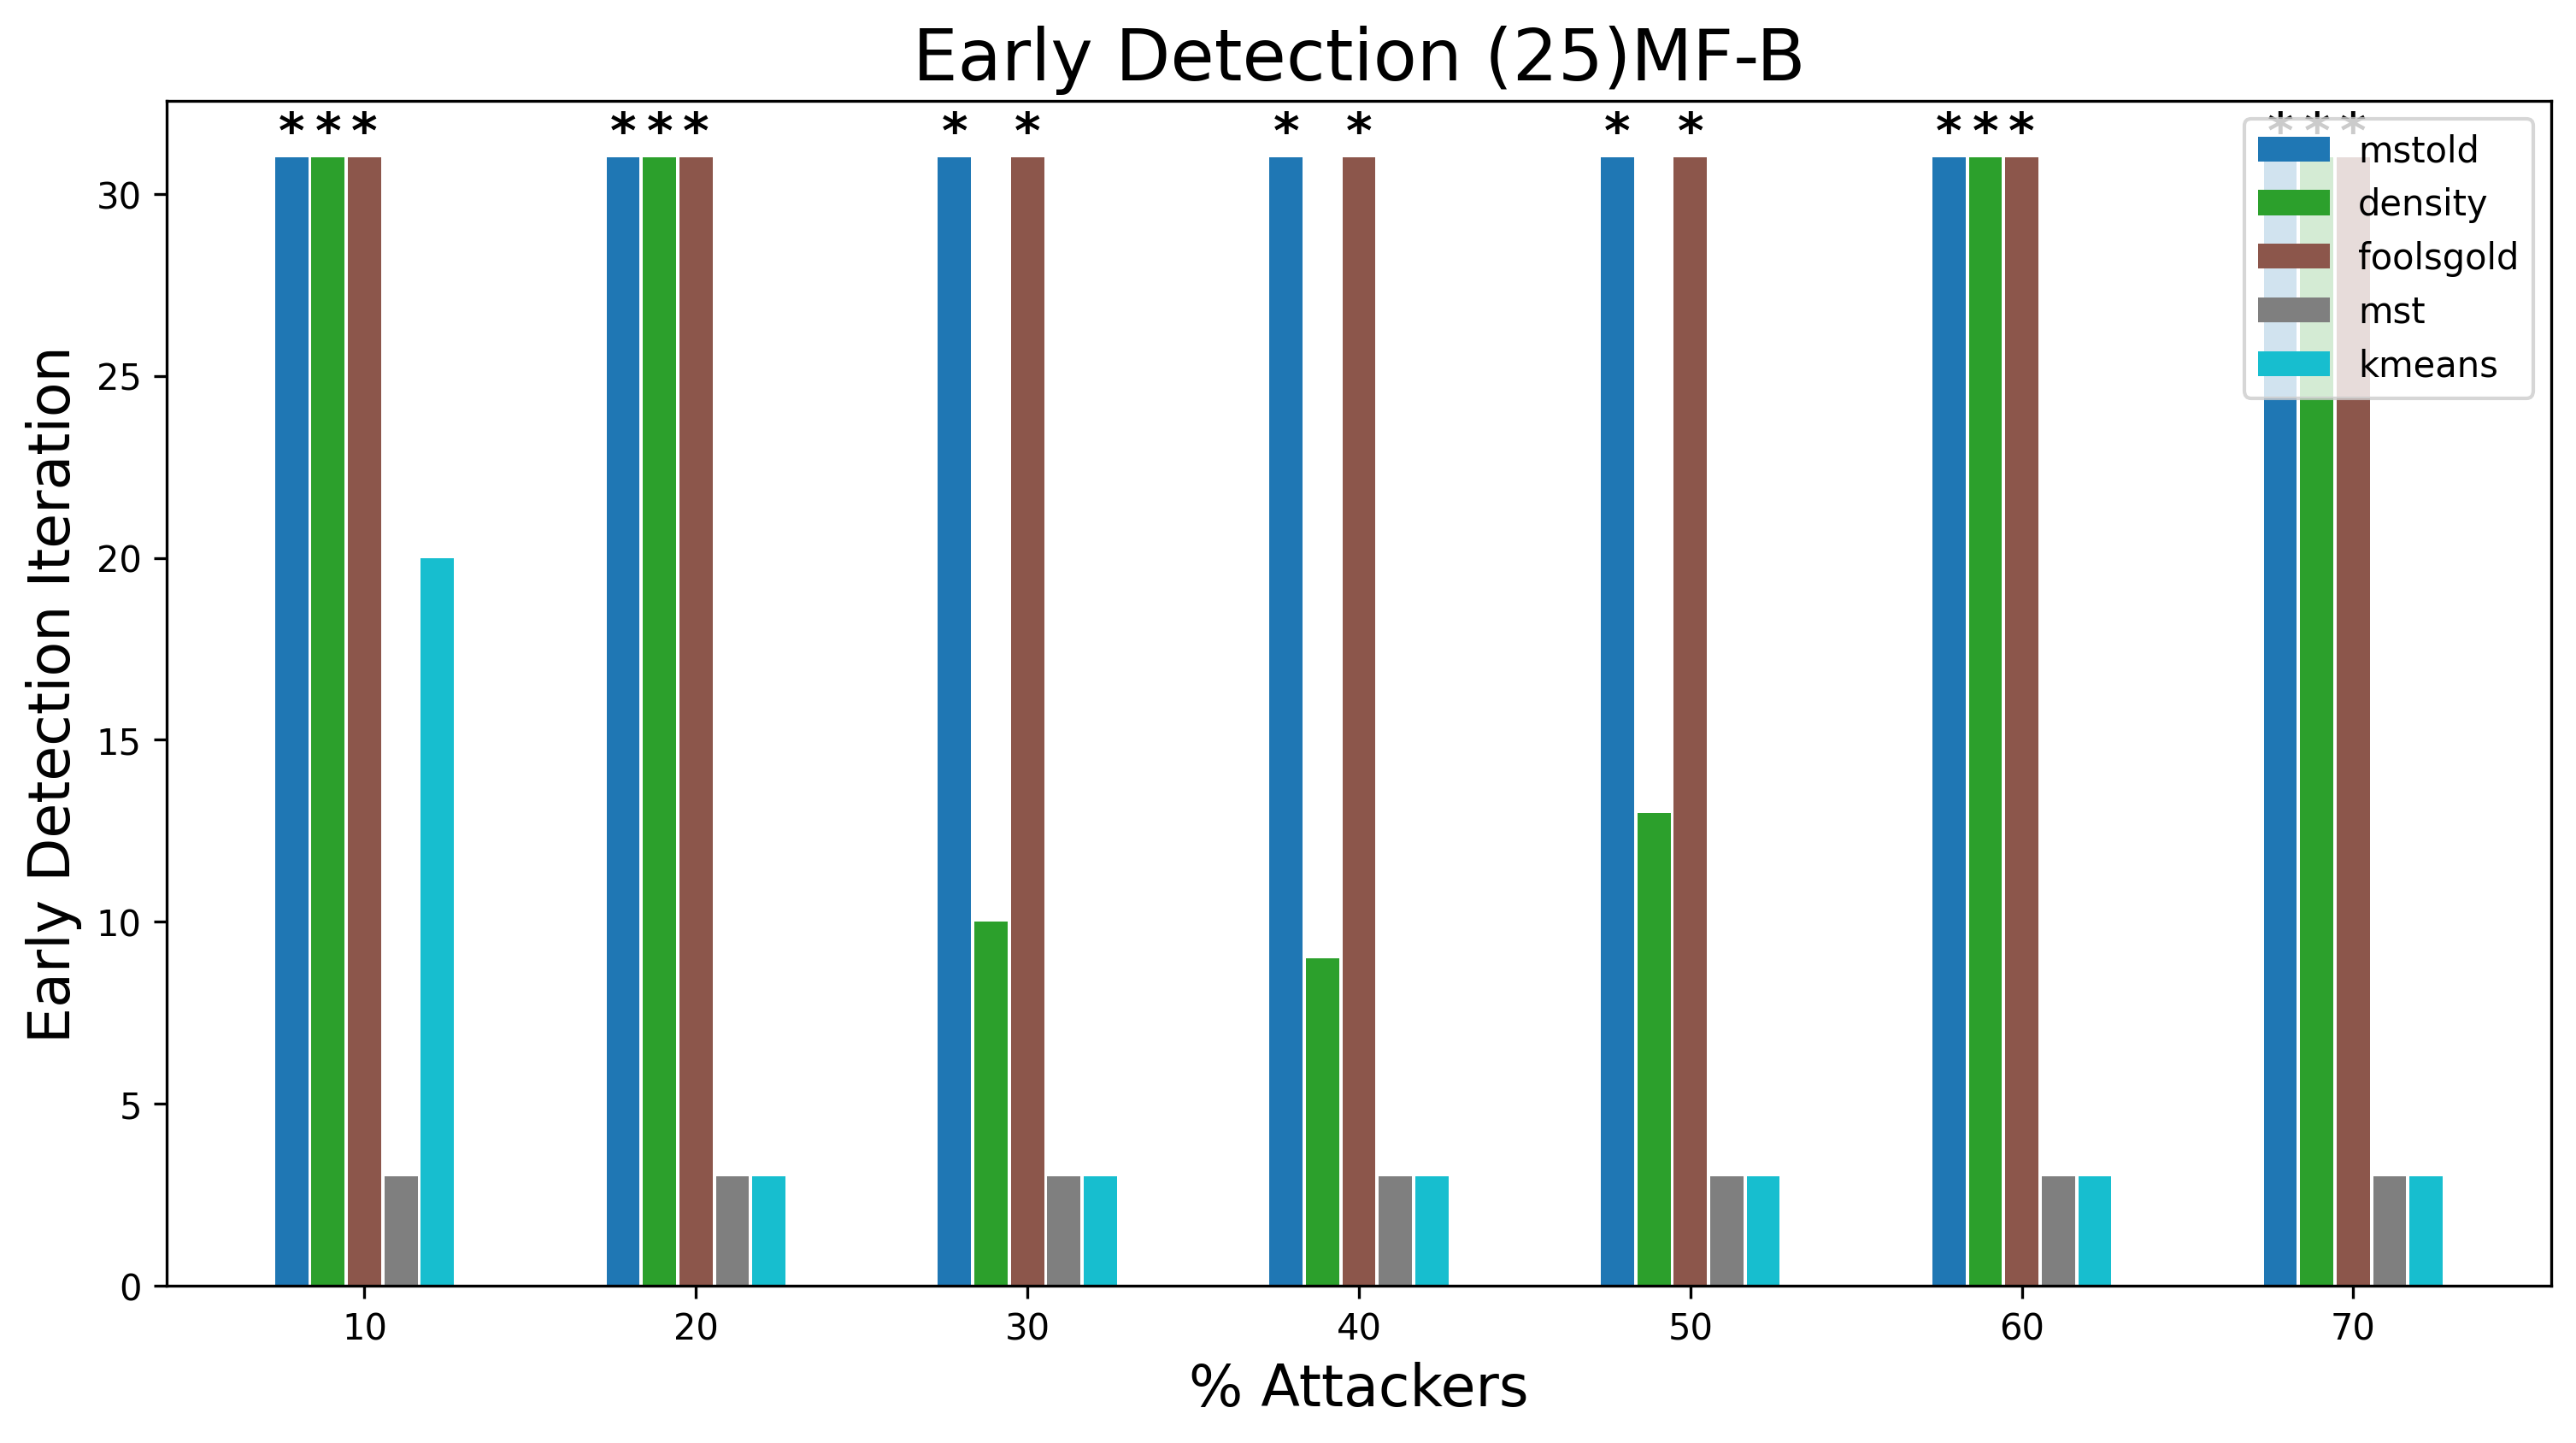 Early Detection (25)MF-B
* * * * * * * * * * * * * * * * * *
mstold
density
foolsgold
mst
kmeans
Early Detection Iteration
30
25
20
15
10
5
0
10 20 30 40 50 60 70
% Attackers